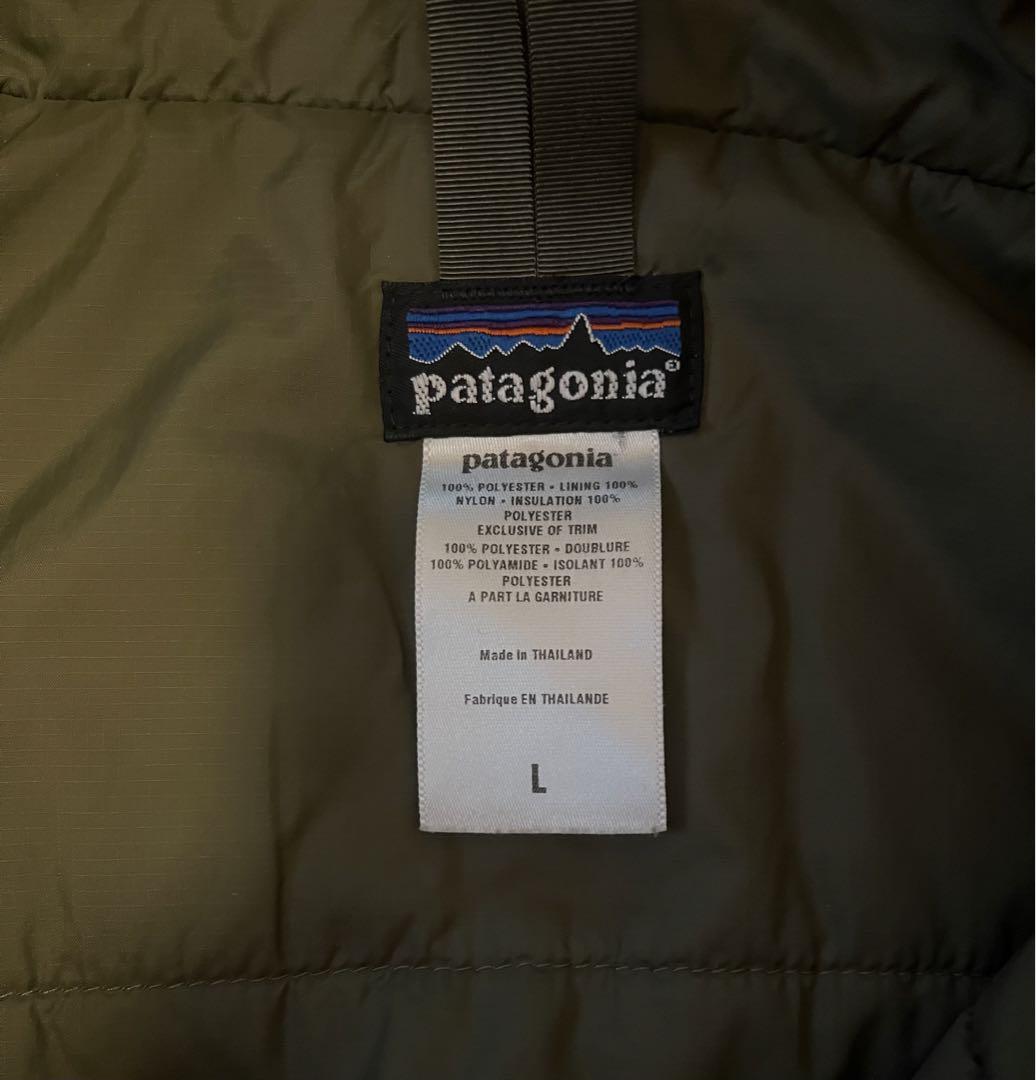 patagonia®
patagonia
100% POLYESTER • LINING 100%
NYLON • INSULATION 100%
POLYESTER
EXCLUSIVE OF TRIM
100% POLYESTER • DOUBLURE
100% POLYAMIDE • ISOLANT 100%
POLYESTER
A PART LA GARNITURE
Made in THAILAND
Fabrique EN THAILANDE
L